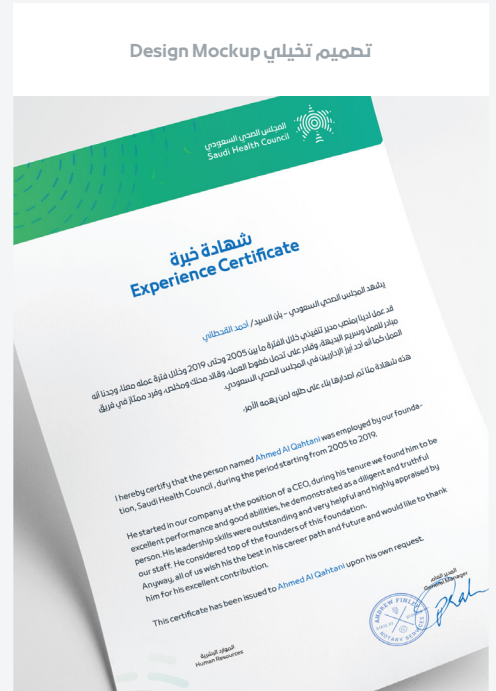 تصميم تخيلي Design Mockup
المجلس الصحي السعودي
Saudi Health Council
شهادة خبرة
Experience Certificate
يشهد المجلس الصحي السعودي – بأن السيد/ أحمد القحطاني
قد عمل لدينا بمنصب مدير تنفيذي خلال الفترة ما بين 2005 وحتى 2019 وخلال فترة عمله معنا، وجدنا أنه
مبادر للعمل وسريع البديهة، وقادر على تحمل ضغوط العمل، وقائد محنك ومخلص، وفرد ممتاز في فريق
العمل كما أنه أحد أبرز الإداريين في المجلس الصحي السعودي.
هذه شهادة منا تم اصدارها بناء على طلبه لمن يهمه الأمر.
I hereby certify that the person named Ahmed Al Qahtani was employed by our founda-
tion, Saudi Health Council , during the period starting from 2005 to 2019.
He started in our company at the position of a CEO, during his tenure we found him to be
excellent performance and good abilities, he demonstrated as a diligent and truthful
person. His leadership skills were outstanding and very helpful and highly appraised by
our staff. He considered top of the founders of this foundation.
Anyway, all of us wish his the best in his career path and future and would like to thank
him for his excellent contribution.
This certificate has been issued to Ahmed Al Qahtani upon his own request.
المدير العام
General Manager
ANDREW FINLEY
NOTARY SERVICES
الموارد البشرية
Human Resources